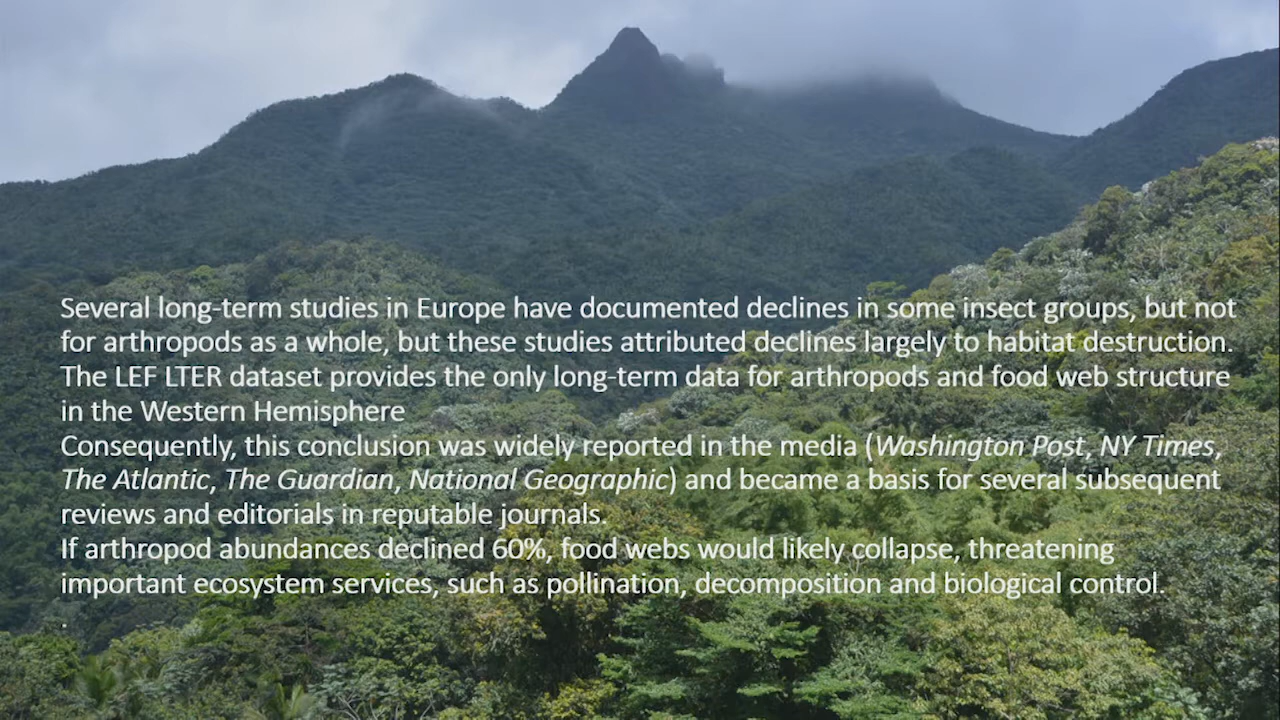 Several long-term studies in Europe have documented declines in some insect groups, but not
for arthropods as a whole, but these studies attributed declines largely to habitat destruction.
The LEF LTER dataset provides the only long-term data for arthropods and food web structure
in the Western Hemisphere
Consequently, this conclusion was widely reported in the media (Washington Post, NY Times,
The Atlantic, The Guardian, National Geographic) and became a basis for several subsequent
reviews and editorials in reputable journals.
If arthropod abundances declined 60%, food webs would likely collapse, threatening
important ecosystem services, such as pollination, decomposition and biological control.
.